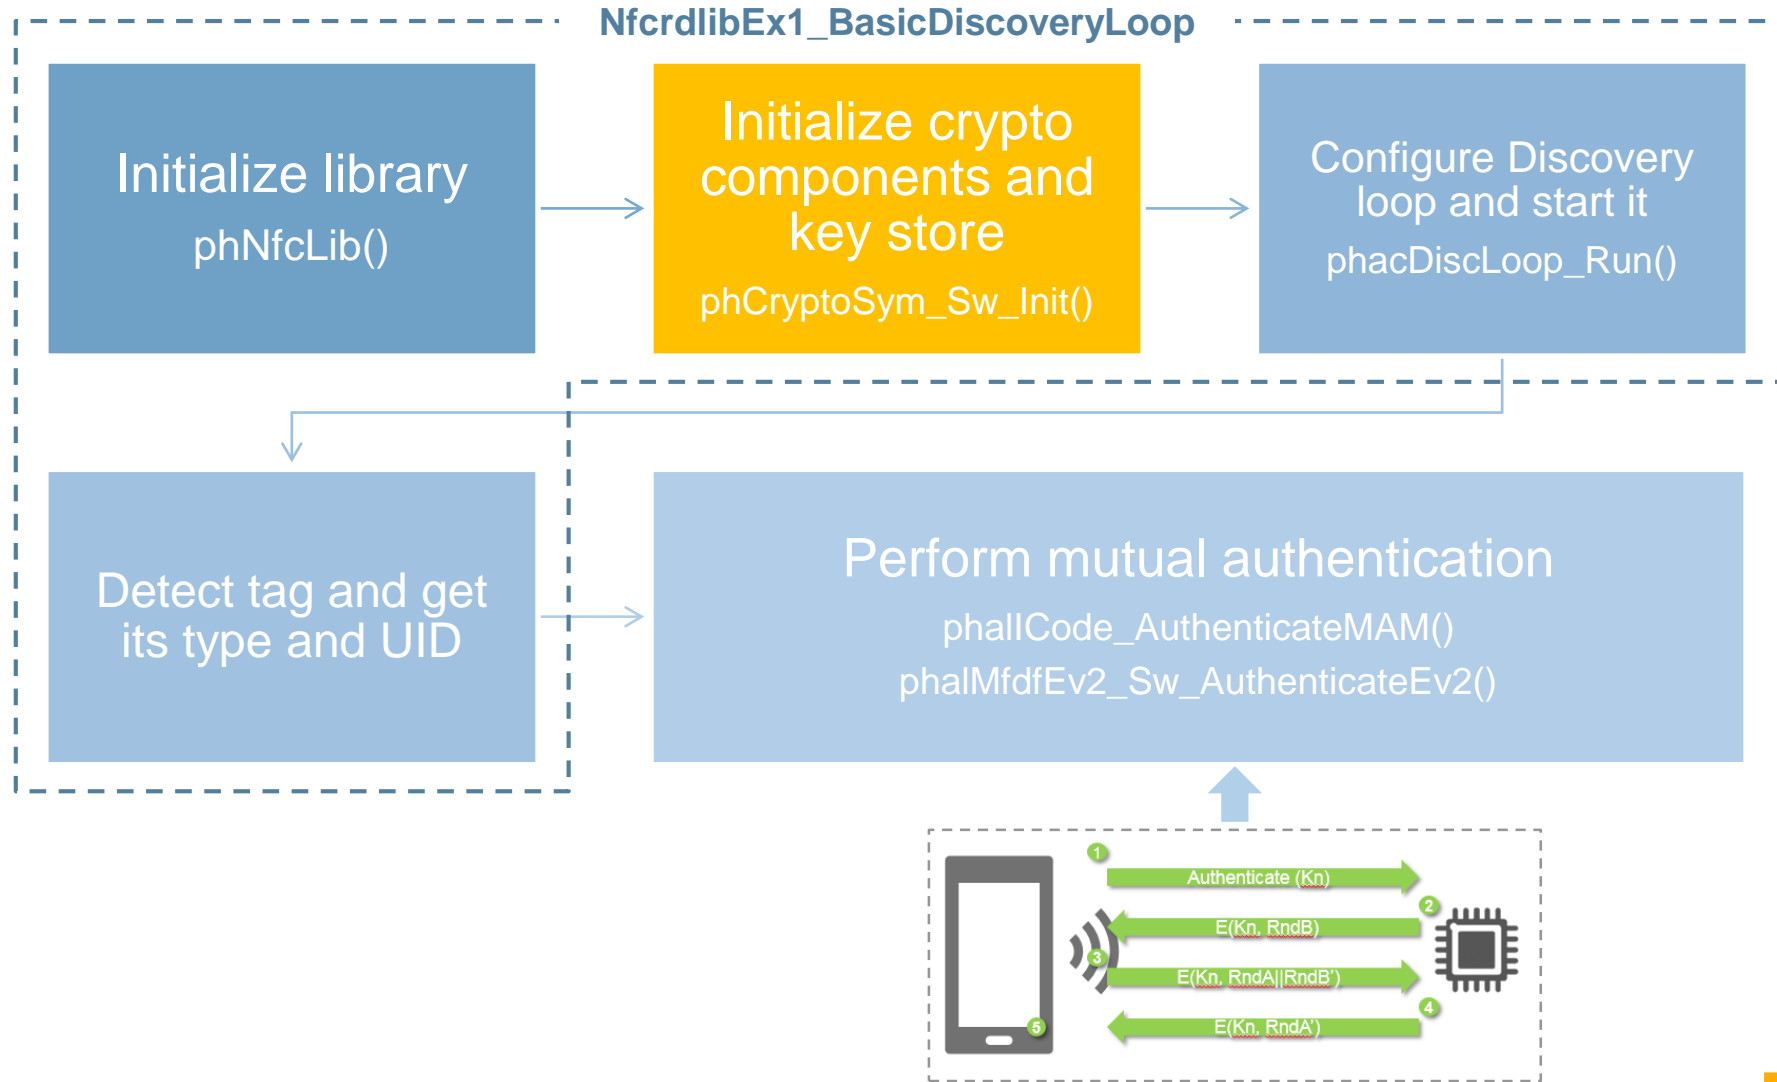 NfcrdlibEx1_BasicDiscoveryLoop
Initialize library
phNfcLib()
Initialize crypto
components and
key store
phCryptoSym_Sw_Init()
Configure Discovery
loop and start it
phacDiscLoop_Run()
Detect tag and get
its type and UID
Perform mutual authentication
phalICode_AuthenticateMAM()
phalMfdfEv2_Sw_AuthenticateEv2()
1
Authenticate (Kn)
2
E(Kn, RndB)
3
E(Kn, RndA||RndB')
4
E(Kn, RndA')
5